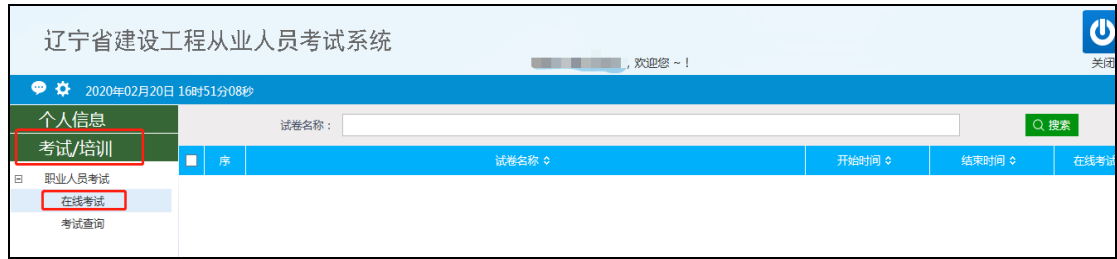 辽宁省建设工程从业人员考试系统
，欢迎您 ~ !
关闭
2020年02月20日 16时51分08秒
个人信息
试卷名称：
搜索
考试/培训
序 试卷名称 开始时间 结束时间 在线考试
职业人员考试
在线考试
考试查询